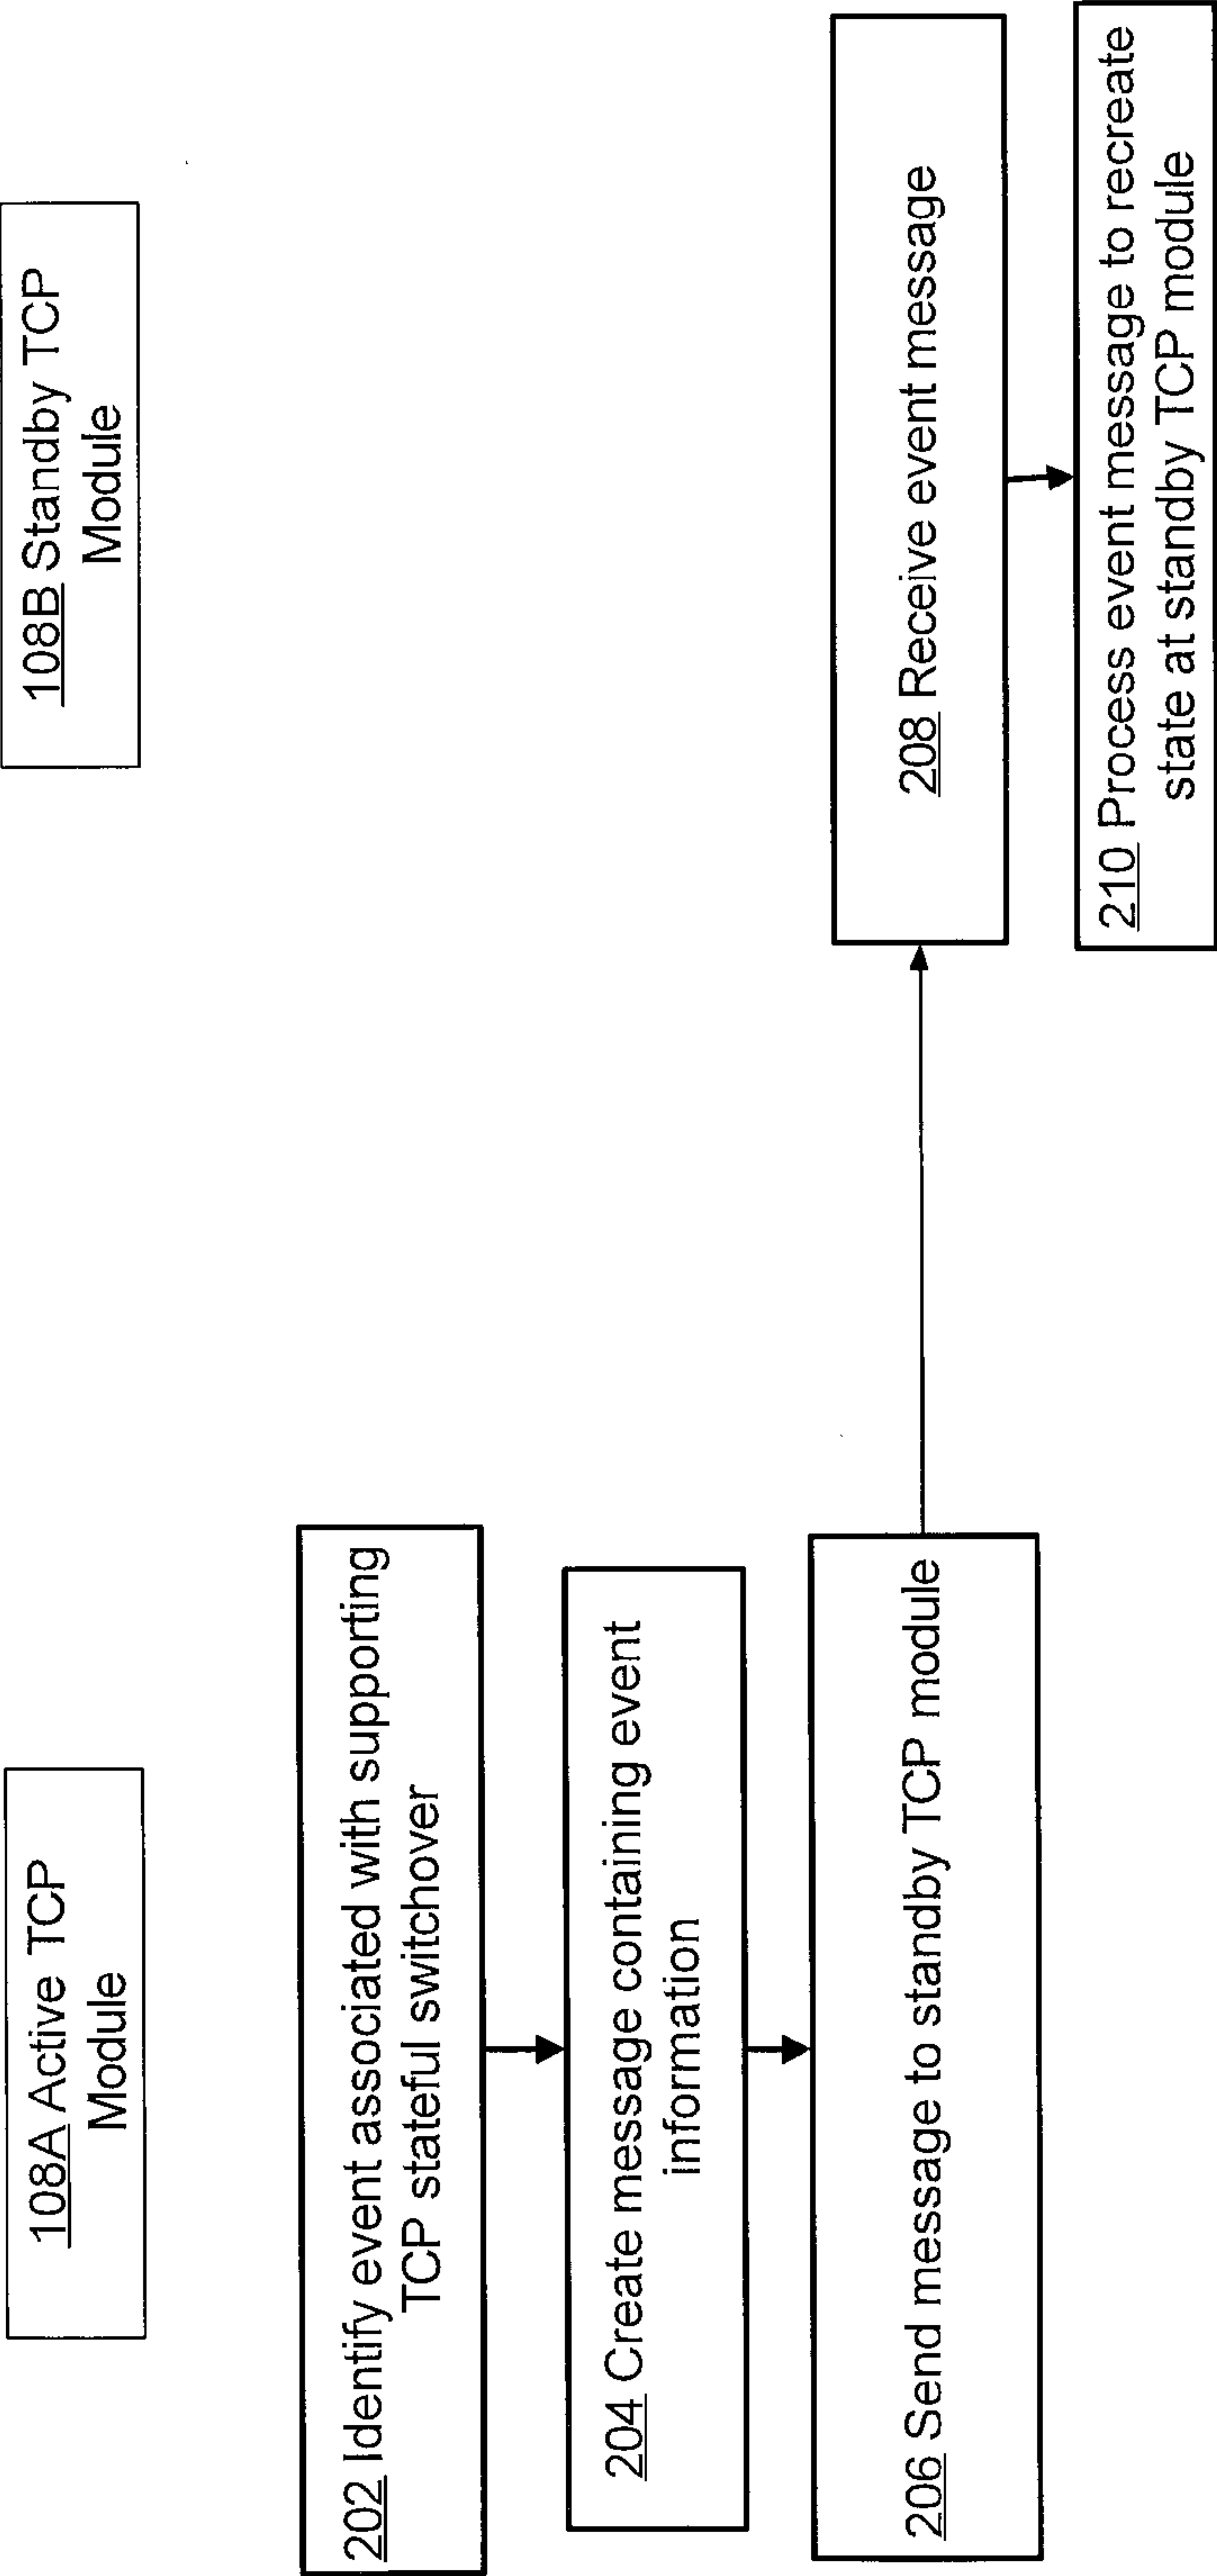 108A Active TCP
Module
108B Standby TCP
Module
202 Identify event associated with supporting
TCP stateful switchover
204 Create message containing event
information
206 Send message to standby TCP module
208 Receive event message
210 Process event message to recreate
state at standby TCP module